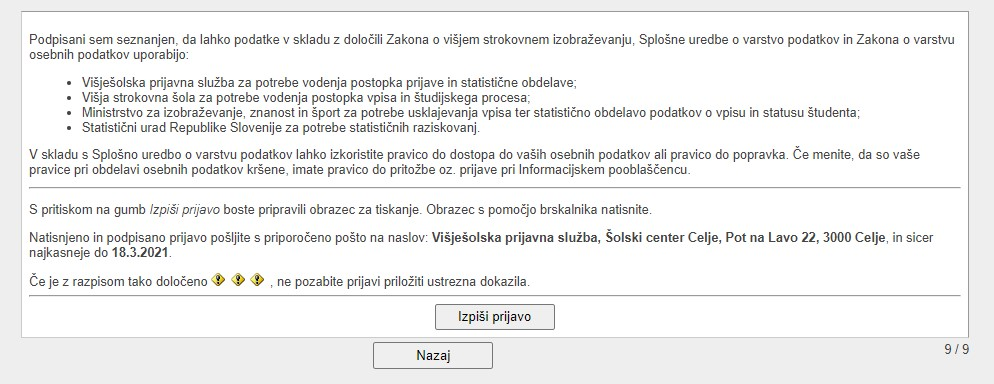 Podpisani sem seznanjen, da lahko podatke v skladu z določili Zakona o višjem strokovnem izobraževanju, Splošne uredbe o varstvo podatkov in Zakona o varstvu
osebnih podatkov uporabijo:
• Višješolska prijavna služba za potrebe vodenja postopka prijave in statistične obdelave;
• Višja strokovna šola za potrebe vodenja postopka vpisa in študijskega procesa;
• Ministrstvo za izobraževanje, znanost in šport za potrebe usklajevanja vpisa ter statistično obdelavo podatkov o vpisu in statusu študenta;
• Statistični urad Republike Slovenije za potrebe statističnih raziskovanj.
V skladu s Splošno uredbo o varstvu podatkov lahko izkoristite pravico do dostopa do vaših osebnih podatkov ali pravico do popravka. Če menite, da so vaše
pravice pri obdelavi osebnih podatkov kršene, imate pravico do pritožbe oz. prijave pri Informacijskem pooblaščencu.
S pritiskom na gumb Izpiši prijavo boste pripravili obrazec za tiskanje. Obrazec s pomočjo brskalnika natisnite.
Natisnjeno in podpisano prijavo pošljite s priporočeno pošto na naslov: Višješolska prijavna služba, Šolski center Celje, Pot na Lavo 22, 3000 Celje, in sicer
najkasneje do 18.3.2021.
Če je z razpisom tako določeno , ne pozabite prijavi priložiti ustrezna dokazila.
Izpiši prijavo
Nazaj
9 / 9